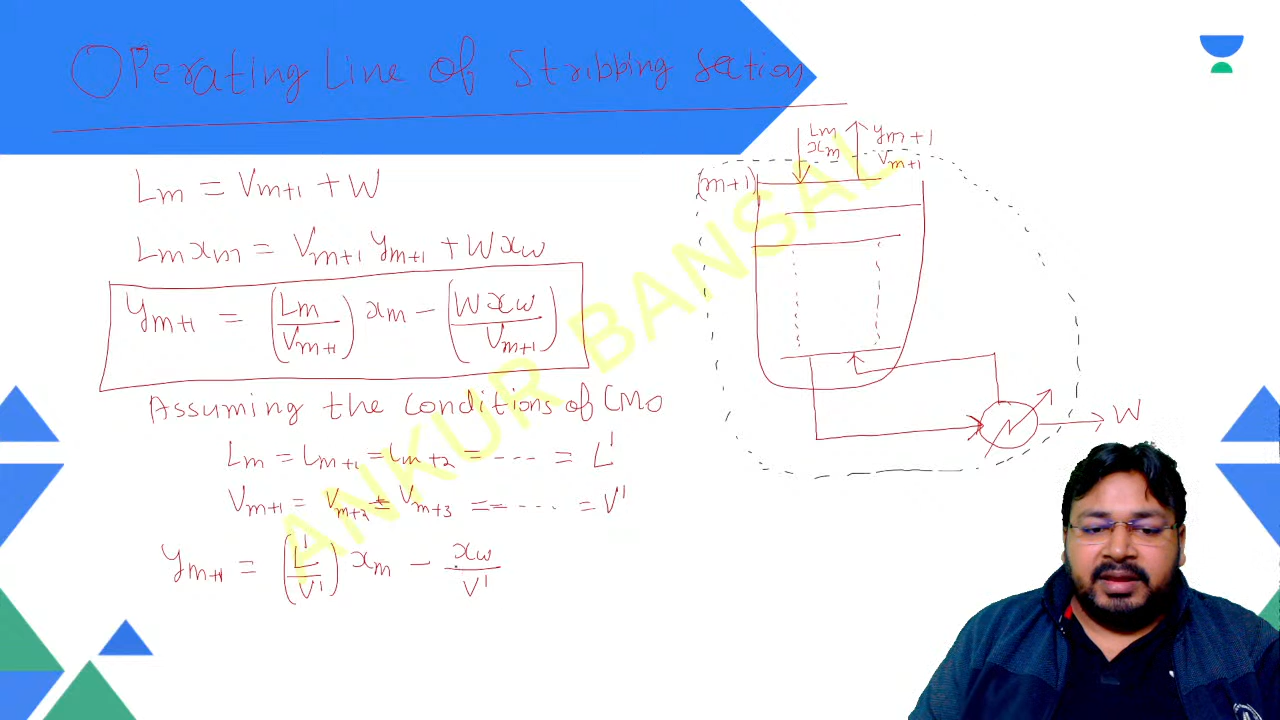 Operating Line of Stribbing section
Lm = Vm+1 + W
Lm xm = Vm+1 ym+1 + W xw
ym+1 = (Lm/Vm+1) xm - (W xw/Vm+1)
Assuming the conditions of CMO
Lm = Lm+1 = Lm+2 = ---- = L'
Vm+1 = Vm+2 = Vm+3 == ---- = V'
ym+1 = (L'/V') xm - xw/V'
Lm
xm
ym+1
Vm+1
(m+1)
W
ANKUR BANSAL